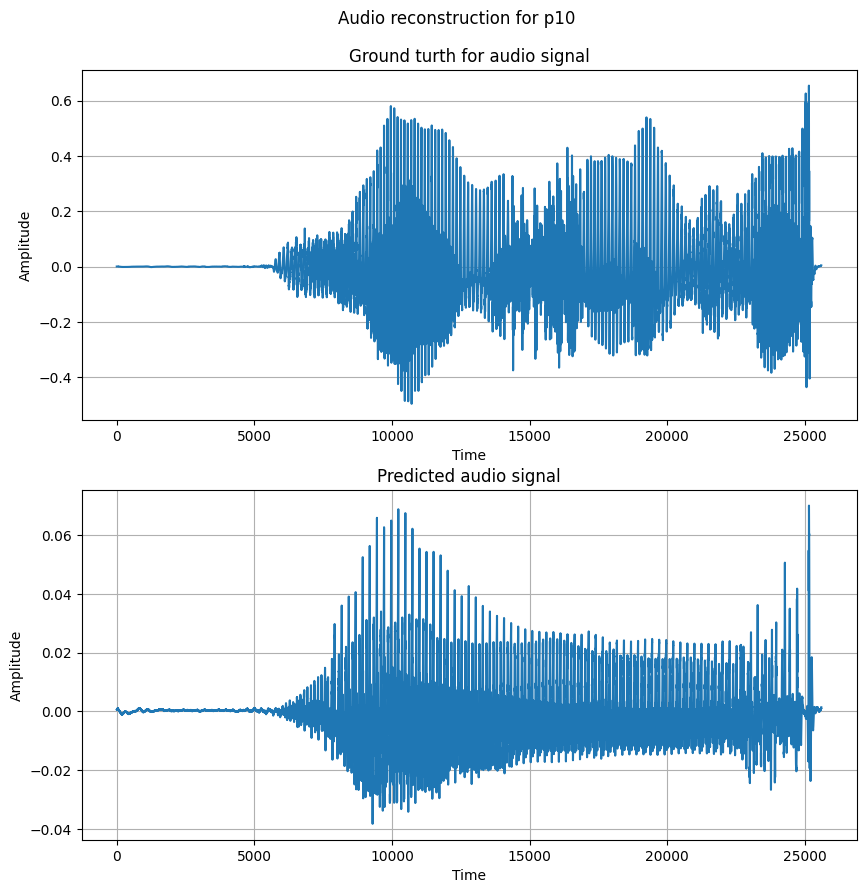 Audio reconstruction for p10
Ground turth for audio signal
0.6
0.4
0.2
0.0
−0.2
−0.4
Amplitude
0 5000 10000 15000 20000 25000
Time
Predicted audio signal
0.06
0.04
0.02
0.00
−0.02
−0.04
Amplitude
0 5000 10000 15000 20000 25000
Time